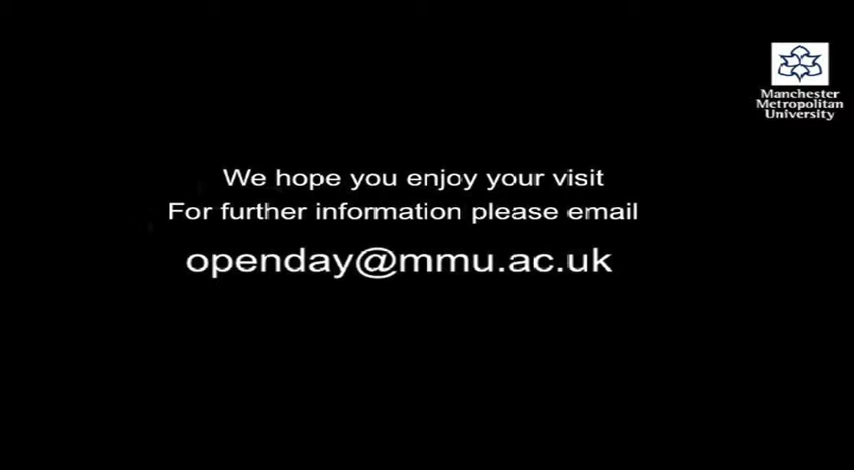 Manchester
Metropolitan
University
We hope you enjoy your visit
For further information please email
openday@mmu.ac.uk